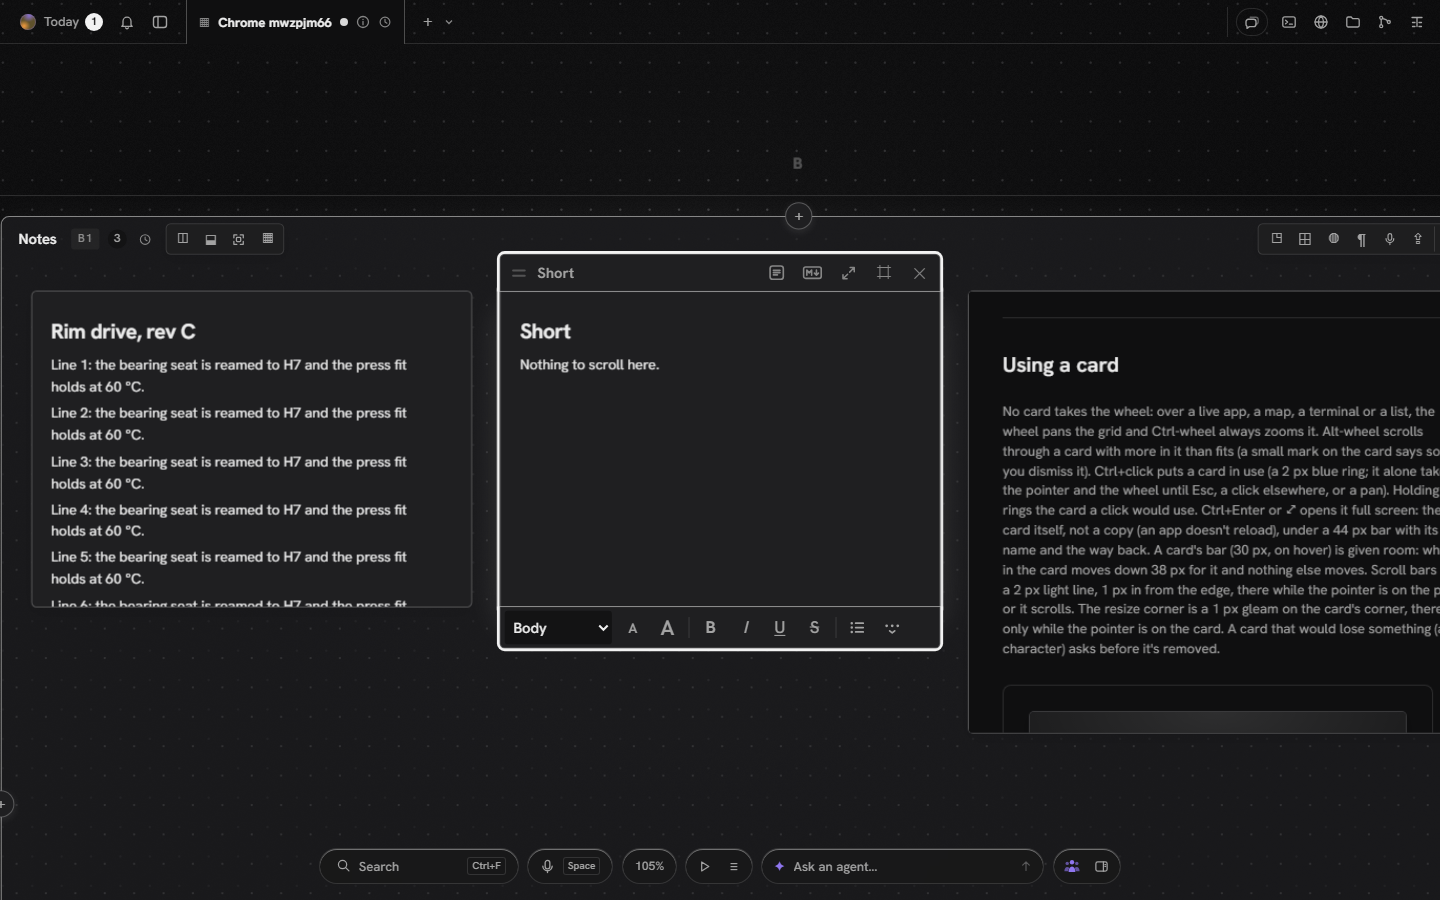 Today 1
Chrome mwzpjm66
B
Notes B1 3
Short
Rim drive, rev C
Line 1: the bearing seat is reamed to H7 and the press fit
holds at 60 °C.
Line 2: the bearing seat is reamed to H7 and the press fit
holds at 60 °C.
Line 3: the bearing seat is reamed to H7 and the press fit
holds at 60 °C.
Line 4: the bearing seat is reamed to H7 and the press fit
holds at 60 °C.
Line 5: the bearing seat is reamed to H7 and the press fit
holds at 60 °C.
Line 6: the bearing seat is reamed to H7 and the press fit
Short
Nothing to scroll here.
Body A A B I U S
Using a card
No card takes the wheel: over a live app, a map, a terminal or a list, the
wheel pans the grid and Ctrl-wheel always zooms it. Alt-wheel scrolls
through a card with more in it than fits (a small mark on the card says so
you dismiss it). Ctrl+click puts a card in use (a 2 px blue ring; it alone
the pointer and the wheel until Esc, a click elsewhere, or a pan). Holding
rings the card a click would use. Ctrl+Enter or ⤢ opens it full screen: the
card itself, not a copy (an app doesn't reload), under a 44 px bar with its
name and the way back. A card's bar (30 px, on hover) is given room:
in the card moves down 38 px for it and nothing else moves. Scroll bars
a 2 px light line, 1 px in from the edge, there while the pointer is on the
or it scrolls. The resize corner is a 1 px gleam on the card's corner, there
only while the pointer is on the card. A card that would lose something
character) asks before it's removed.
Search Ctrl+F
Space
105%
Ask an agent...